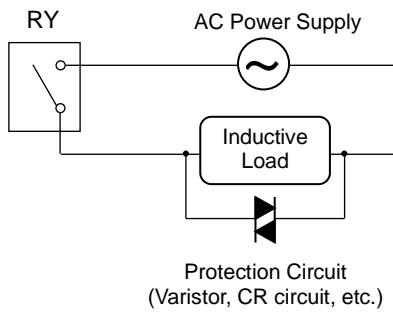 RY
AC Power Supply
Inductive
Load
Protection Circuit
(Varistor, CR circuit, etc.)